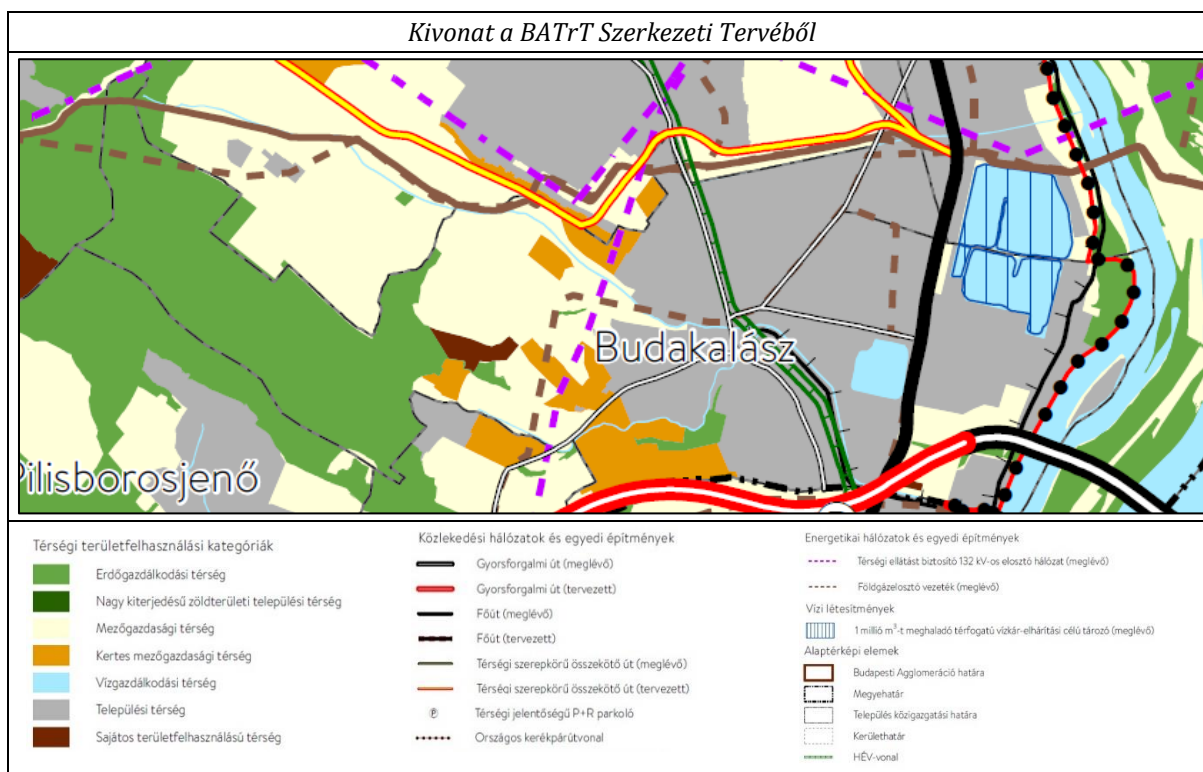 Kivonat a BATrT Szerkezeti Tervéből
Budakalász
Pilisborosjenő
Térségi területfelhasználási kategóriák
Erdőgazdálkodási térség
Nagy kiterjedésű zöldterületi települési térség
Mezőgazdasági térség
Kertes mezőgazdasági térség
Vízgazdálkodási térség
Települési térség
Sajátos területfelhasználású térség
Közlekedési hálózatok és egyedi építmények
Gyorsforgalmi út (meglévő)
Gyorsforgalmi út (tervezett)
Főút (meglévő)
Főút (tervezett)
Térségi szerepkörű összekötő út (meglévő)
Térségi szerepkörű összekötő út (tervezett)
P Térségi jelentőségű P+R parkoló
Országos kerékpárútvonal
Energetikai hálózatok és egyedi építmények
Térségi ellátást biztosító 132 kV-os elosztó hálózat (meglévő)
Földgázelosztó vezeték (meglévő)
Vízi létesítmények
1 millió m³-t meghaladó térfogatú vízkár-elhárítási célú tározó (meglévő)
Alaptérképi elemek
Budapesti Agglomeráció határa
Megyehatár
Település közigazgatási határa
Kerülethatár
HÉV-vonal